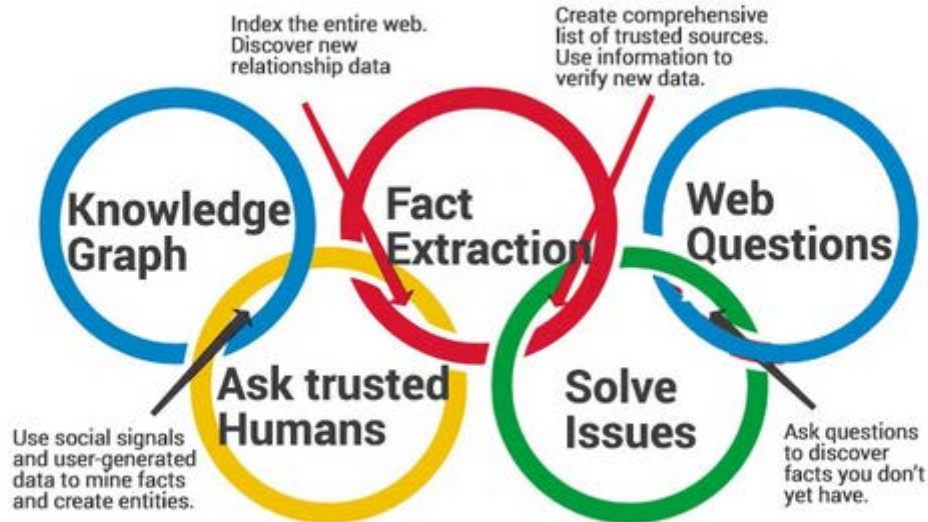 Index the entire web.
Discover new
relationship data
Create comprehensive
list of trusted sources.
Use information to
verify new data.
Knowledge
Graph
Fact
Extraction
Web
Questions
Ask trusted
Humans
Solve
Issues
Use social signals
and user-generated
data to mine facts
and create entities.
Ask questions
to discover
facts you don't
yet have.